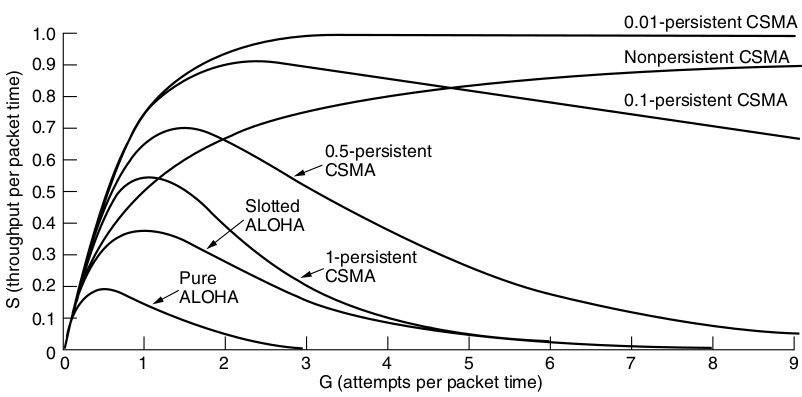 0.01-persistent CSMA
1.0
Nonpersistent CSMA
0.9
0.8
0.1-persistent CSMA
0.7
0.6
0.5-persistent
CSMA
0.5
Slotted
ALOHA
0.4
0.3
1-persistent
CSMA
Pure
ALOHA
0.2
0.1
0
S (throughput per packet time)
0 1 2 3 4 5 6 7 8 9
G (attempts per packet time)